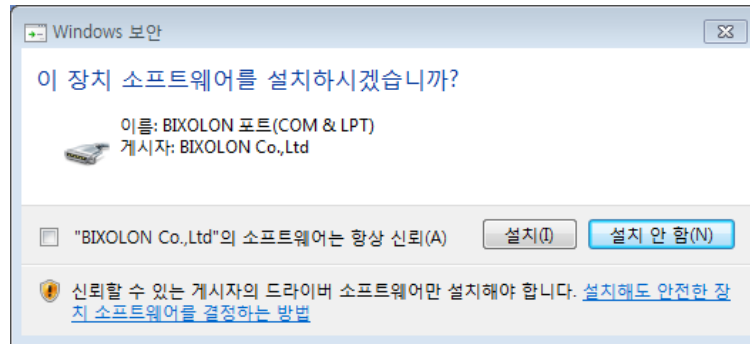 Windows 보안
이 장치 소프트웨어를 설치하시겠습니까?
이름: BIXOLON 포트(COM & LPT)
게시자: BIXOLON Co.,Ltd
"BIXOLON Co.,Ltd"의 소프트웨어는 항상 신뢰(A) 설치(I) 설치 안 함(N)
신뢰할 수 있는 게시자의 드라이버 소프트웨어만 설치해야 합니다. 설치해도 안전한 장
치 소프트웨어를 결정하는 방법